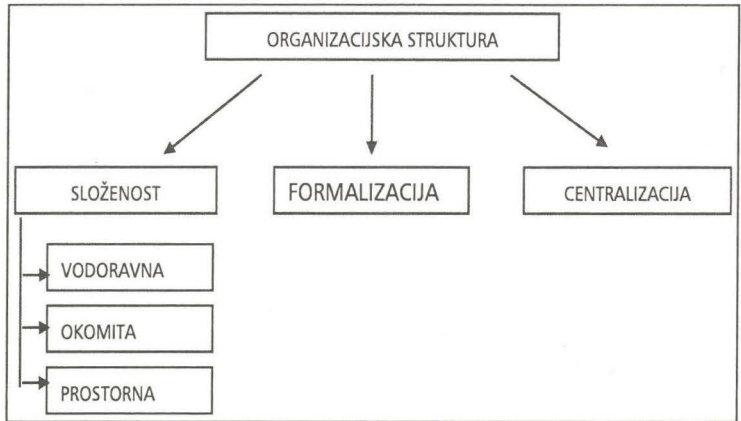 ORGANIZACIJSKA STRUKTURA
SLOŽENOST
FORMALIZACIJA
CENTRALIZACIJA
VODORAVNA
OKOMITA
PROSTORNA